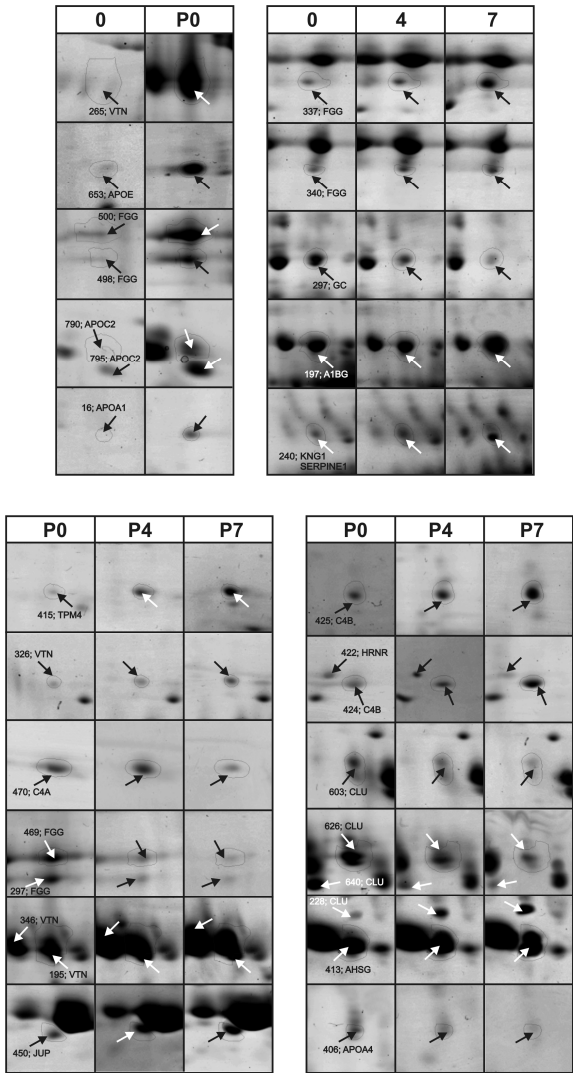 0 P0
265; VTN
653; APOE
500; FGG
498; FGG
790; APOC2
795; APOC2
16; APOA1
0 4 7
337; FGG
340; FGG
297; GC
197; A1BG
240; KNG1
SERPINE1
P0 P4 P7
415; TPM4
326; VTN
470; C4A
469; FGG
297; FGG
346; VTN
195; VTN
450; JUP
P0 P4 P7
425; C4B
422; HRNR
424; C4B
603; CLU
626; CLU
640; CLU
228; CLU
413; AHSG
406; APOA4